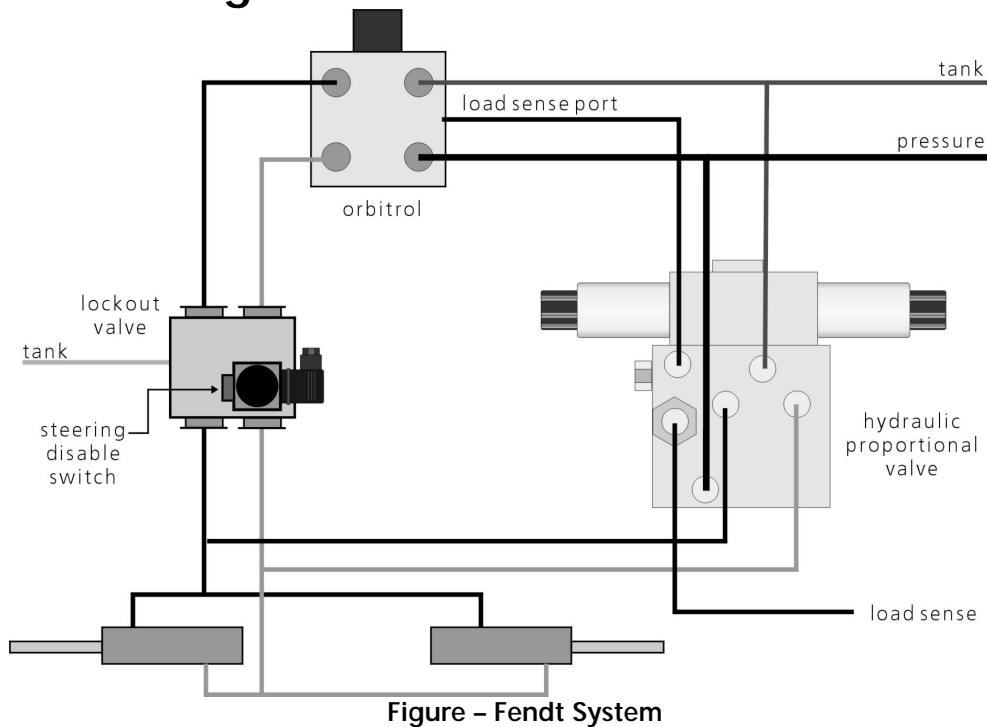 tank
load sense port
pressure
orbitrol
lockout
valve
tank
steering
disable
switch
hydraulic
proportional
valve
load sense
Figure – Fendt System